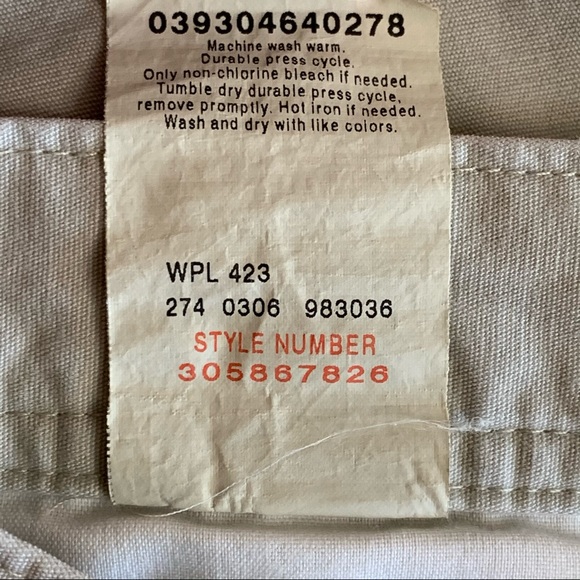 039304640278
Machine wash warm.
Durable press cycle.
Only non-chlorine bleach if needed.
Tumble dry durable press cycle,
remove promptly. Hot iron if needed.
Wash and dry with like colors.
WPL 423
274 0306 983036
STYLE NUMBER
305867826